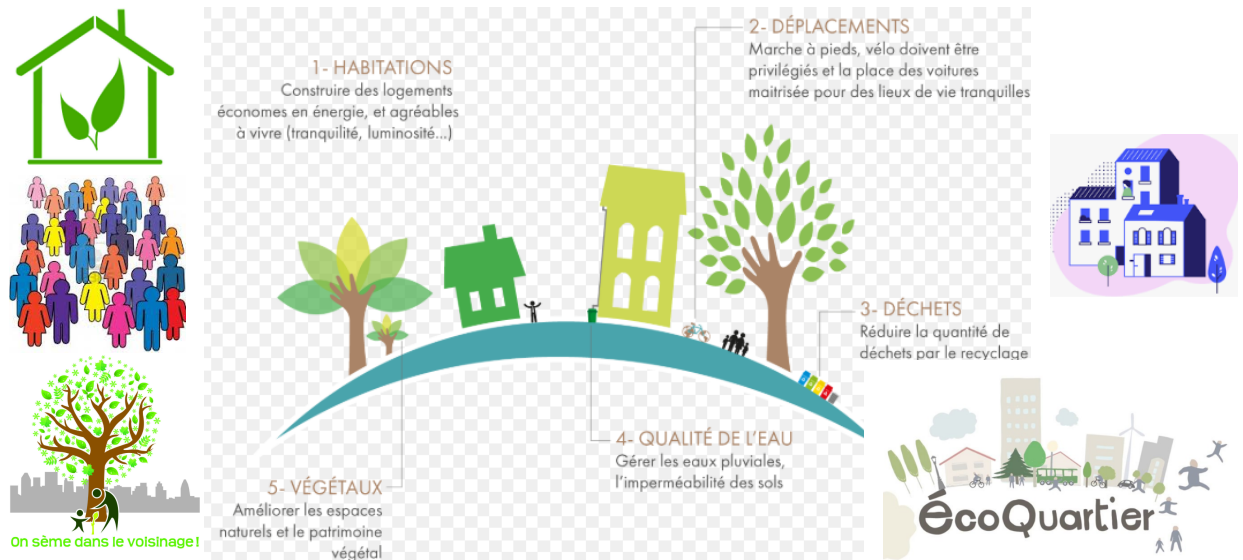 1- HABITATIONS
Construire des logements
économes en énergie, et agréables
à vivre (tranquilité, luminosité...)
2- DÉPLACEMENTS
Marche à pieds, vélo doivent être
privilégiés et la place des voitures
maitrisée pour des lieux de vie tranquilles
3- DÉCHETS
Réduire la quantité de
déchets par le recyclage
4- QUALITÉ DE L'EAU
Gérer les eaux pluviales,
l'imperméabilité des sols
5- VÉGÉTAUX
Améliorer les espaces
naturels et le patrimoine
végétal
On sème dans le voisinage!
écoQuartier